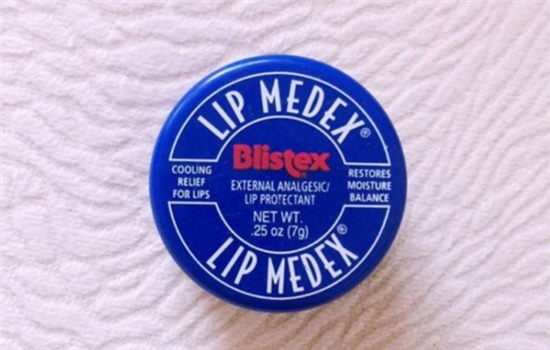 LIP MEDEX®
Blistex
COOLING
RELIEF
FOR LIPS
EXTERNAL ANALGESIC/
LIP PROTECTANT
RESTORES
MOISTURE
BALANCE
NET WT.
.25 oz (7g)
LIP MEDEX®